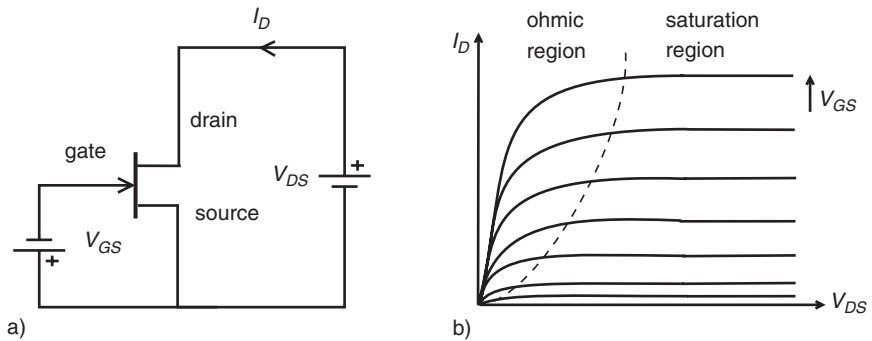 I_D
drain
gate
V_DS
+
source
V_GS
+
a)
ohmic region
saturation region
I_D
V_GS
V_DS
b)